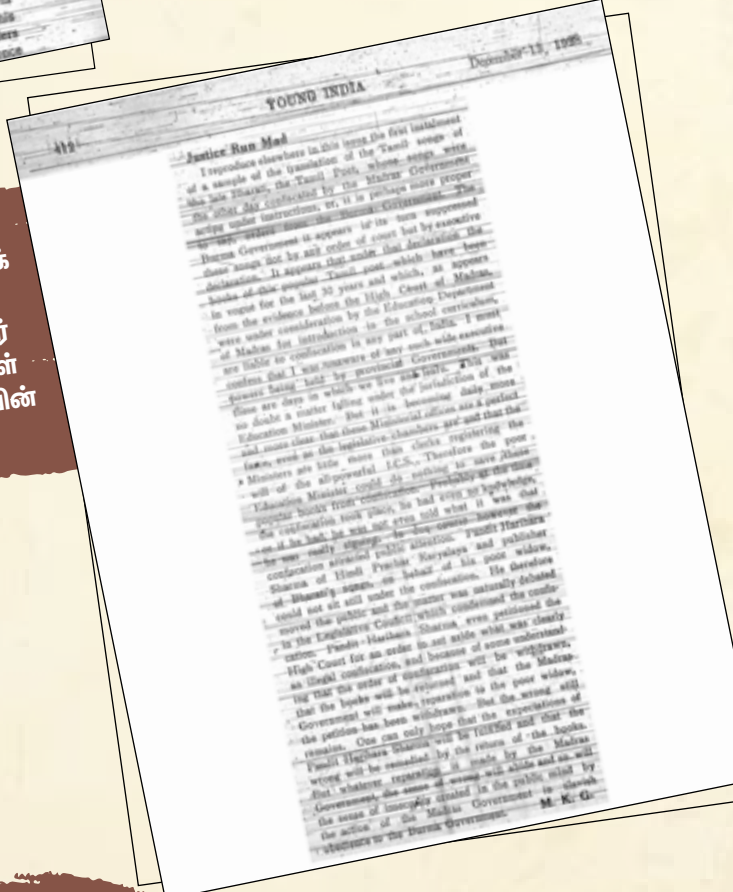 his
ers
nce
க்
ர்
ள்
யின்
412
YOUNG INDIA
December 13, 1928
Justice Run Mad
I reproduce elsewhere in this issue the first instalment
of a sample of the translation of the Tamil songs of
the late Bharati, the Tamil Poet, whose songs were
the other day confiscated by the Madras Government
acting under instructions, or, it is perhaps more proper
to say, orders from the Burma Government. The
Burma Government it appears in its turn suppressed
these songs not by any order of court but by executive
declaration. It appears that under that declaration the
books of this popular Tamil poet which have been
in vogue for the last 30 years and which, as appears
from the evidence before the High Court of Madras,
were under consideration by the Education Department
of Madras for introduction in the school curriculum,
are liable to confiscation in any part of India. I must
confess that I was unaware of any such wide executive
powers being held by provincial Governments. But
these are days in which we live and learn. This was
no doubt a matter falling under the jurisdiction of the
Education Minister. But it is becoming daily more
and more clear that these Ministerial offices are a perfect
farce, even as the legislative chambers are and that the
Ministers are little more than clerks registering the
will of the all-powerful I.C.S. Therefore the poor
Education Minister could do nothing to save these
popular books from confiscation. Probably at the time
the confiscation took place, he had even no knowledge,
or if he had, he was not even told what it was that
he was really signing. In due course however the
confiscation attracted public attention. Pandit Harihara
Sharma of Hindi Prachar Karyalaya and publisher
of Bharati's songs, on behalf of his poor widow,
could not sit still under the confiscation. He therefore
moved the public and the matter was naturally debated
in the Legislative Council which condemned the confis-
cation. Pandit Harihara Sharma, even petitioned the
High Court for an order to set aside what was clearly
an illegal confiscation, and because of some understand-
ing that the order of confiscation will be withdrawn,
that the books will be returned and that the Madras
Government will make reparation to the poor widow,
the petition has been withdrawn. But the wrong still
remains. One can only hope that the expectations of
Pandit Harihara Sharma will be fulfilled and that the
wrong will be remedied by the return of the books.
But whatever reparation is made by the Madras
Government, the sense of wrong will abide and so will
the sense of insecurity created in the public mind by
the action of the Madras Government in slavish
obedience to the Burma Government.
M. K. G.